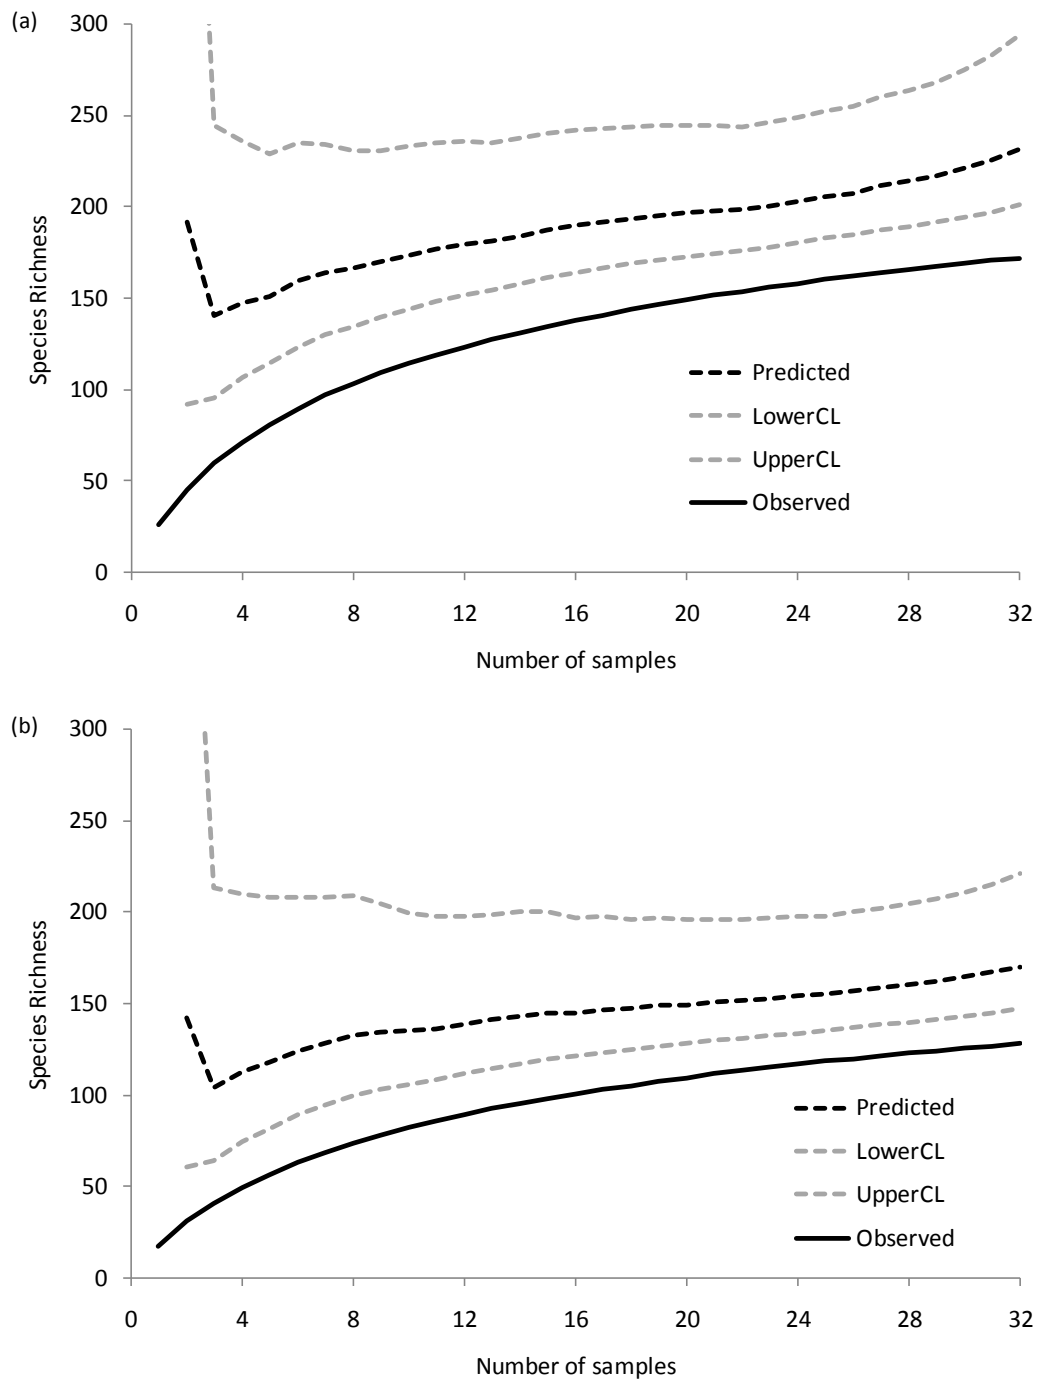 (a)
300
250
200
150
100
50
0
Species Richness
Predicted
LowerCL
UpperCL
Observed
0 4 8 12 16 20 24 28 32
Number of samples
(b)
300
250
200
150
100
50
0
Species Richness
Predicted
LowerCL
UpperCL
Observed
0 4 8 12 16 20 24 28 32
Number of samples